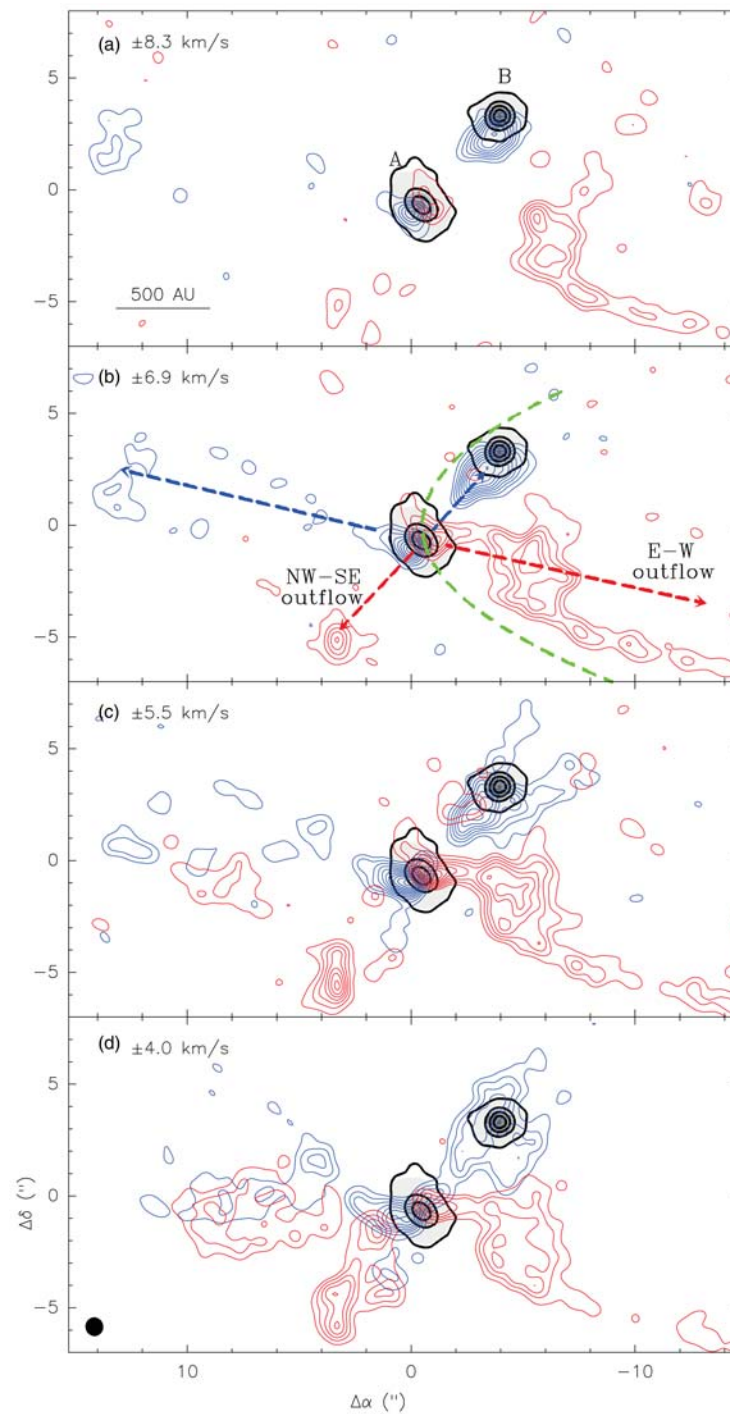 (a) ±8.3 km/s
B
A
5
0
-5
500 AU
(b) ±6.9 km/s
5
0
-5
E-W
outflow
NW-SE
outflow
(c) ±5.5 km/s
5
0
-5
(d) ±4.0 km/s
5
0
-5
Δδ (")
10 0 -10
Δα (")